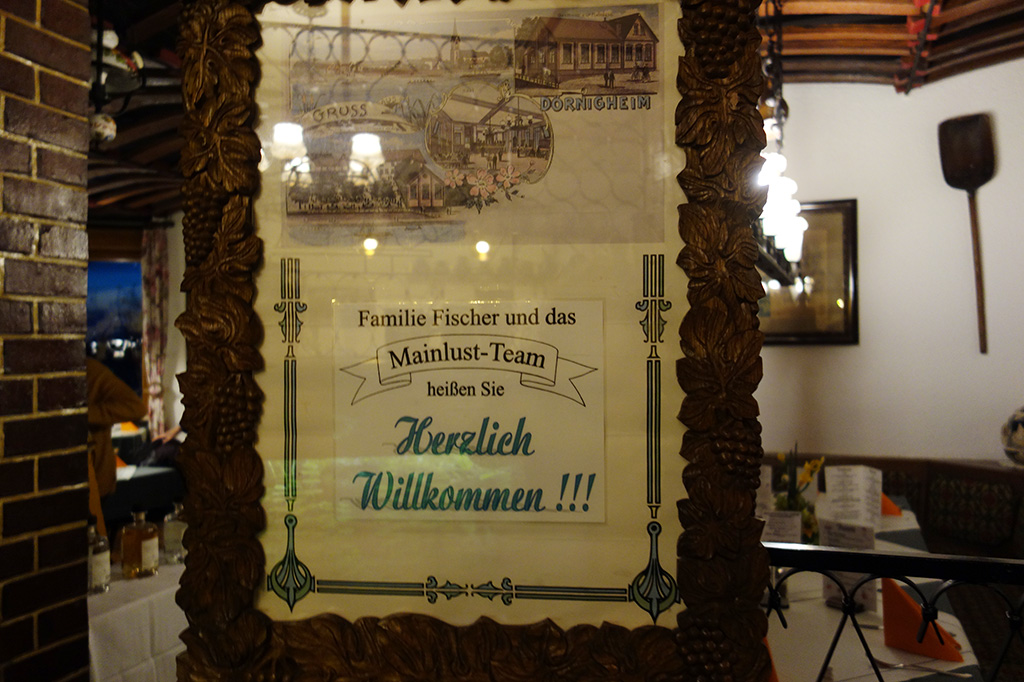 GRUSS
DÖRNIGHEIM
Familie Fischer und das
Mainlust-Team
heißen Sie
Herzlich
Willkommen !!!